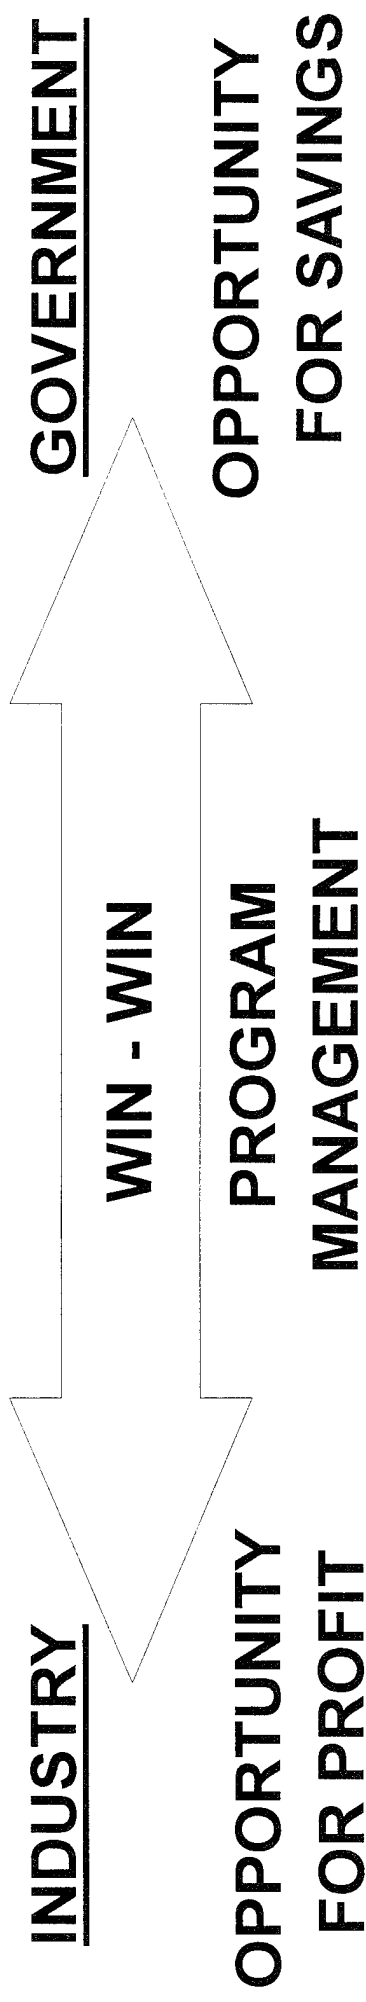 INDUSTRY
GOVERNMENT
WIN - WIN
OPPORTUNITY
FOR PROFIT
PROGRAM
MANAGEMENT
OPPORTUNITY
FOR SAVINGS